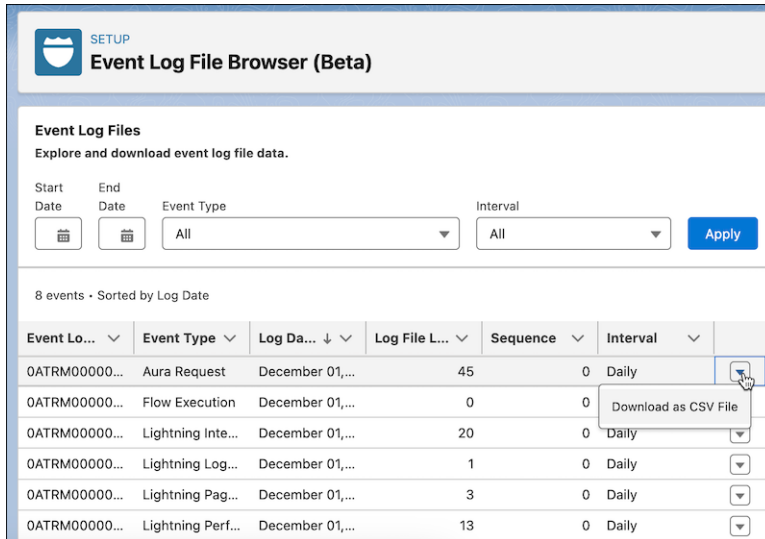 SETUP
Event Log File Browser (Beta)
Event Log Files
Explore and download event log file data.
Start Date
End Date
Event Type
Interval
All
All
Apply
8 events • Sorted by Log Date
Event Lo... Event Type Log Da... Log File L... Sequence Interval
0ATRM00000... Aura Request December 01,... 45 0 Daily
0ATRM00000... Flow Execution December 01,... 0 0
Download as CSV File
0ATRM00000... Lightning Inte... December 01,... 20 0 Daily
0ATRM00000... Lightning Log... December 01,... 1 0 Daily
0ATRM00000... Lightning Pag... December 01,... 3 0 Daily
0ATRM00000... Lightning Perf... December 01,... 13 0 Daily